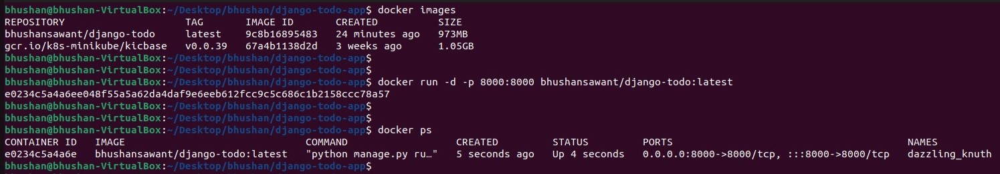 bhushan@bhushan-VirtualBox:~/Desktop/bhushan/django-todo-app$ docker images
REPOSITORY TAG IMAGE ID CREATED SIZE
bhushansawant/django-todo latest 9c8b16895483 24 minutes ago 973MB
gcr.io/k8s-minikube/kicbase v0.0.39 67a4b1138d2d 3 weeks ago 1.05GB
bhushan@bhushan-VirtualBox:~/Desktop/bhushan/django-todo-app$
bhushan@bhushan-VirtualBox:~/Desktop/bhushan/django-todo-app$
bhushan@bhushan-VirtualBox:~/Desktop/bhushan/django-todo-app$ docker run -d -p 8000:8000 bhushansawant/django-todo:latest
e0234c5a4a6ee048f55a5a62da4daf9e6eeb612fcc9c5c686c1b2158ccc78a57
bhushan@bhushan-VirtualBox:~/Desktop/bhushan/django-todo-app$
bhushan@bhushan-VirtualBox:~/Desktop/bhushan/django-todo-app$
bhushan@bhushan-VirtualBox:~/Desktop/bhushan/django-todo-app$ docker ps
CONTAINER ID IMAGE COMMAND CREATED STATUS PORTS NAMES
e0234c5a4a6e bhushansawant/django-todo:latest "python manage.py ru…" 5 seconds ago Up 4 seconds 0.0.0.0:8000->8000/tcp, :::8000->8000/tcp dazzling_knuth
bhushan@bhushan-VirtualBox:~/Desktop/bhushan/django-todo-app$